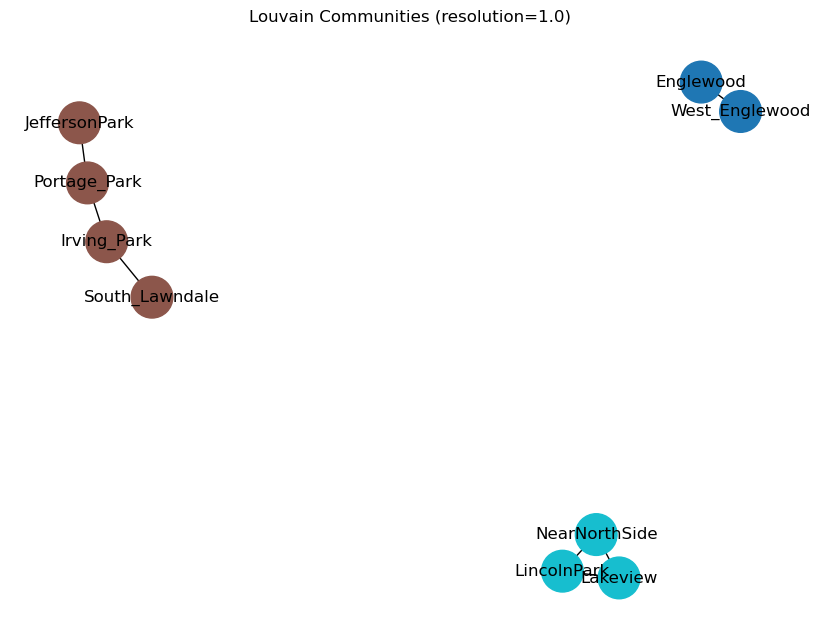 Louvain Communities (resolution=1.0)
Englewood
West_Englewood
JeffersonPark
Portage_Park
Irving_Park
South_Lawndale
NearNorthSide
LincolnPark
Lakeview